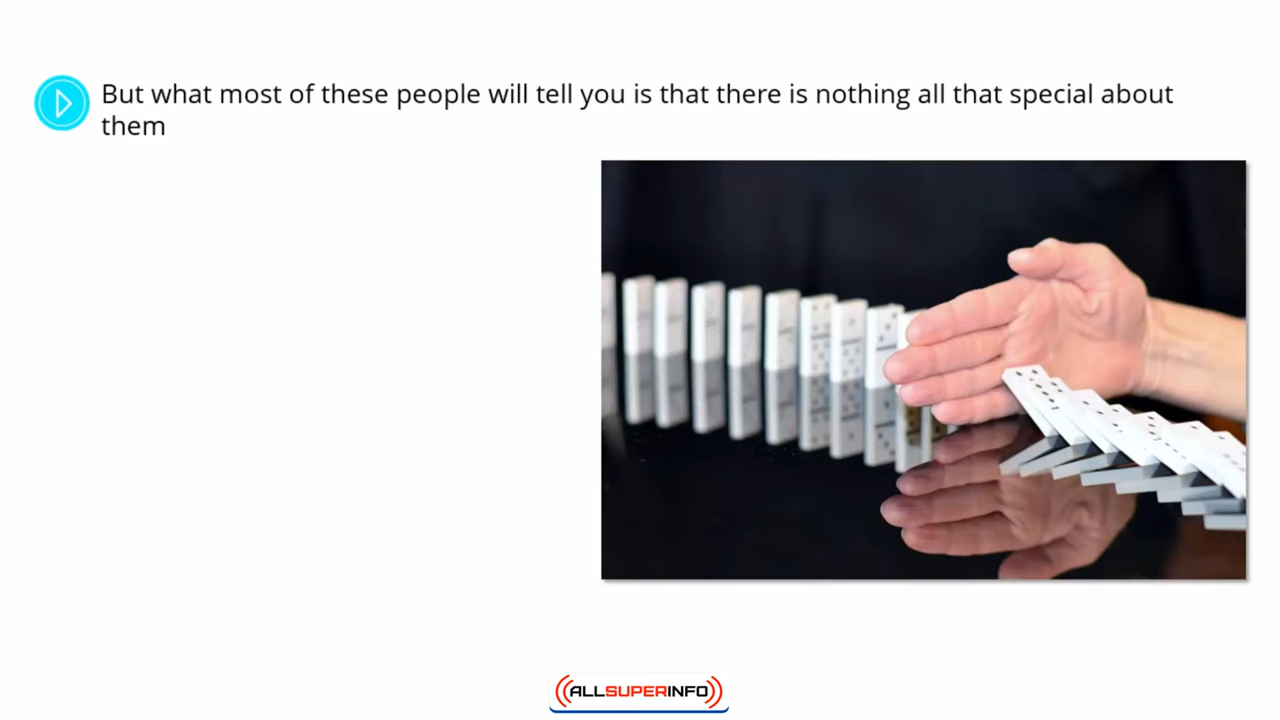 But what most of these people will tell you is that there is nothing all that special about
them
ALLSUPERINFO